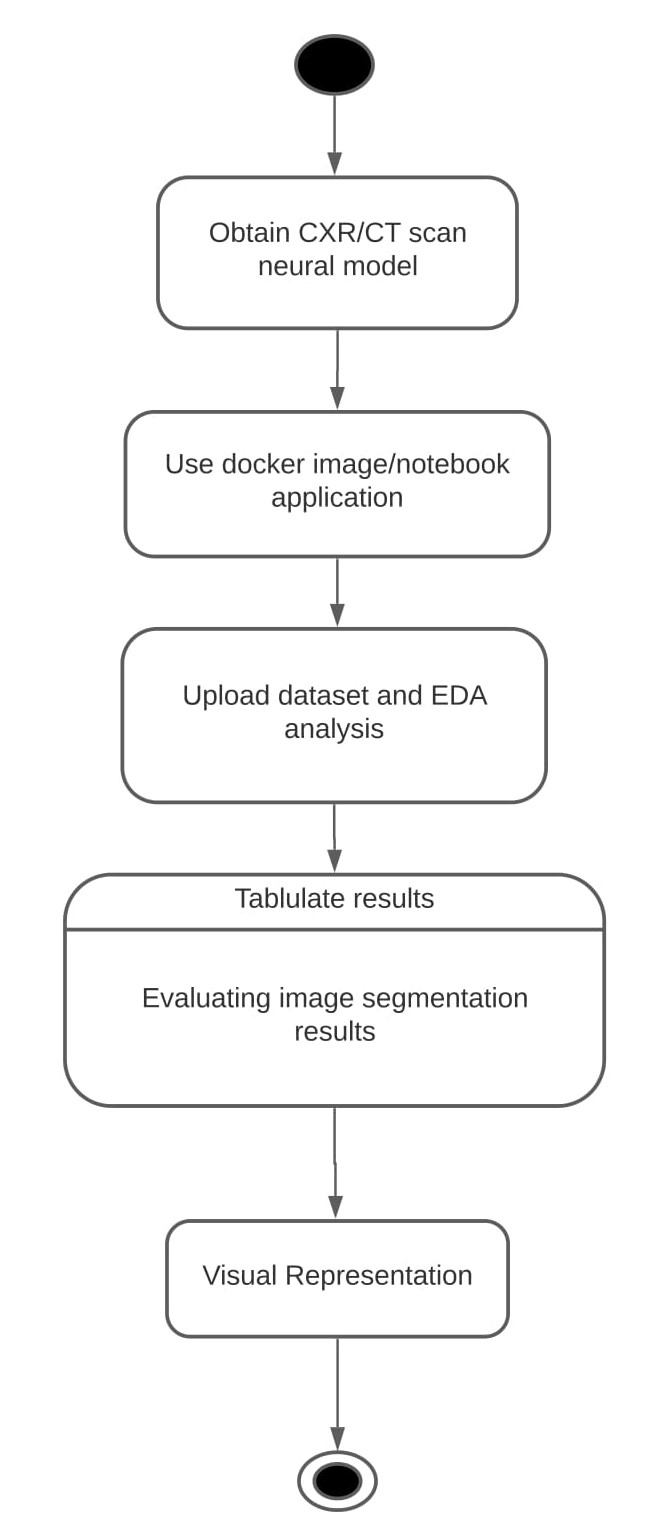 Obtain CXR/CT scan
neural model
Use docker image/notebook
application
Upload dataset and EDA
analysis
Tablulate results
Evaluating image segmentation
results
Visual Representation